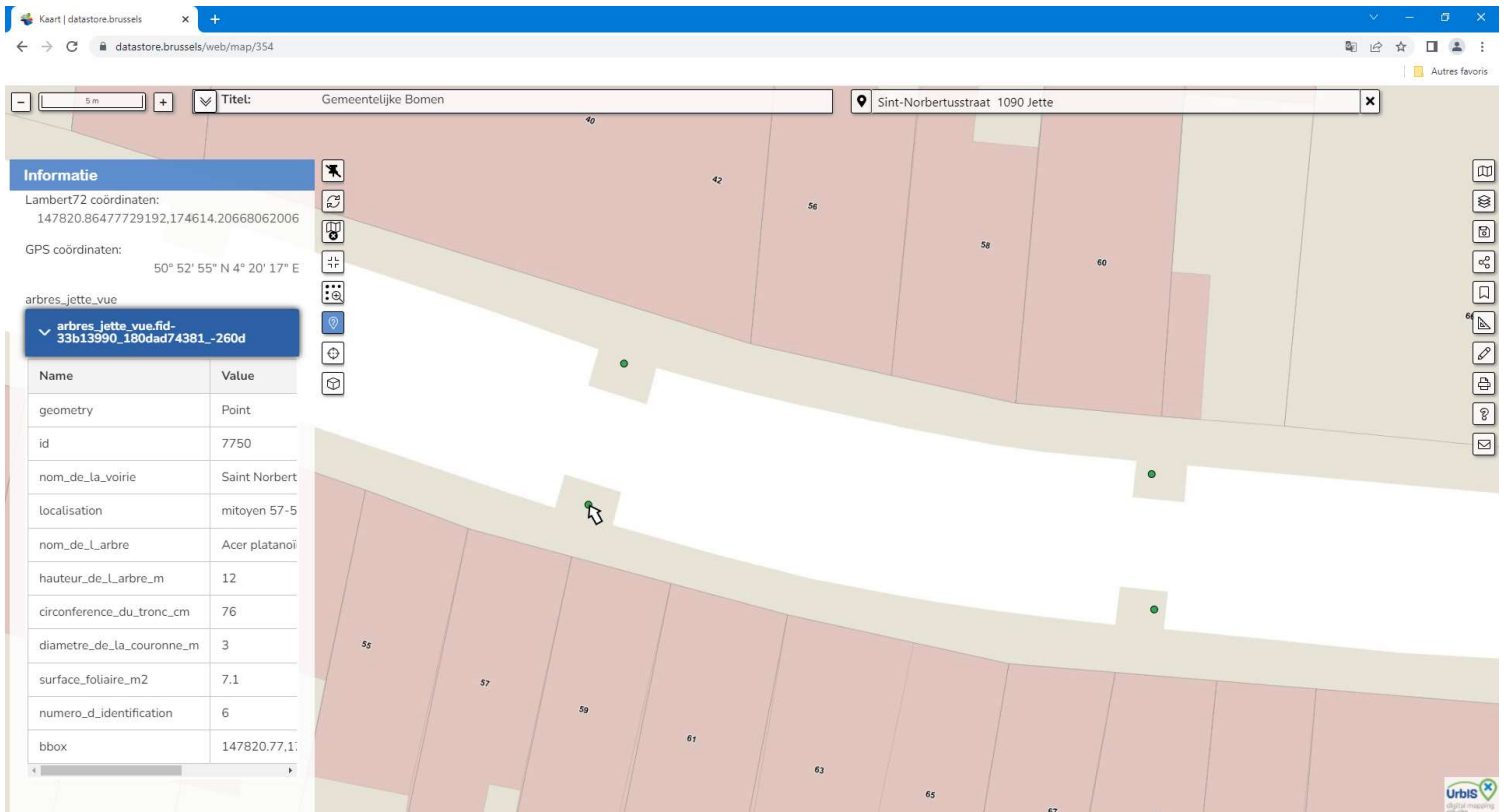 Kaart | datastore.brussels
datastore.brussels/web/map/354
Autres favoris
5 m
Titel: Gemeentelijke Bomen
Sint-Norbertusstraat 1090 Jette
Informatie
Lambert72 coördinaten:
147820.86477729192,174614.20668062006
GPS coördinaten:
50° 52' 55" N 4° 20' 17" E
arbres_jette_vue
arbres_jette_vue.fid-
33b13990_180dad74381_-260d
Name Value
geometry Point
id 7750
nom_de_la_voirie Saint Norbert
localisation mitoyen 57-5
nom_de_l_arbre Acer platanoï
hauteur_de_l_arbre_m 12
circonference_du_tronc_cm 76
diametre_de_la_couronne_m 3
surface_foliaire_m2 7.1
numero_d_identification 6
bbox 147820.77,17
40
42
56
58
60
55
57
59
61
63
65
67
UrbIS
digital mapping